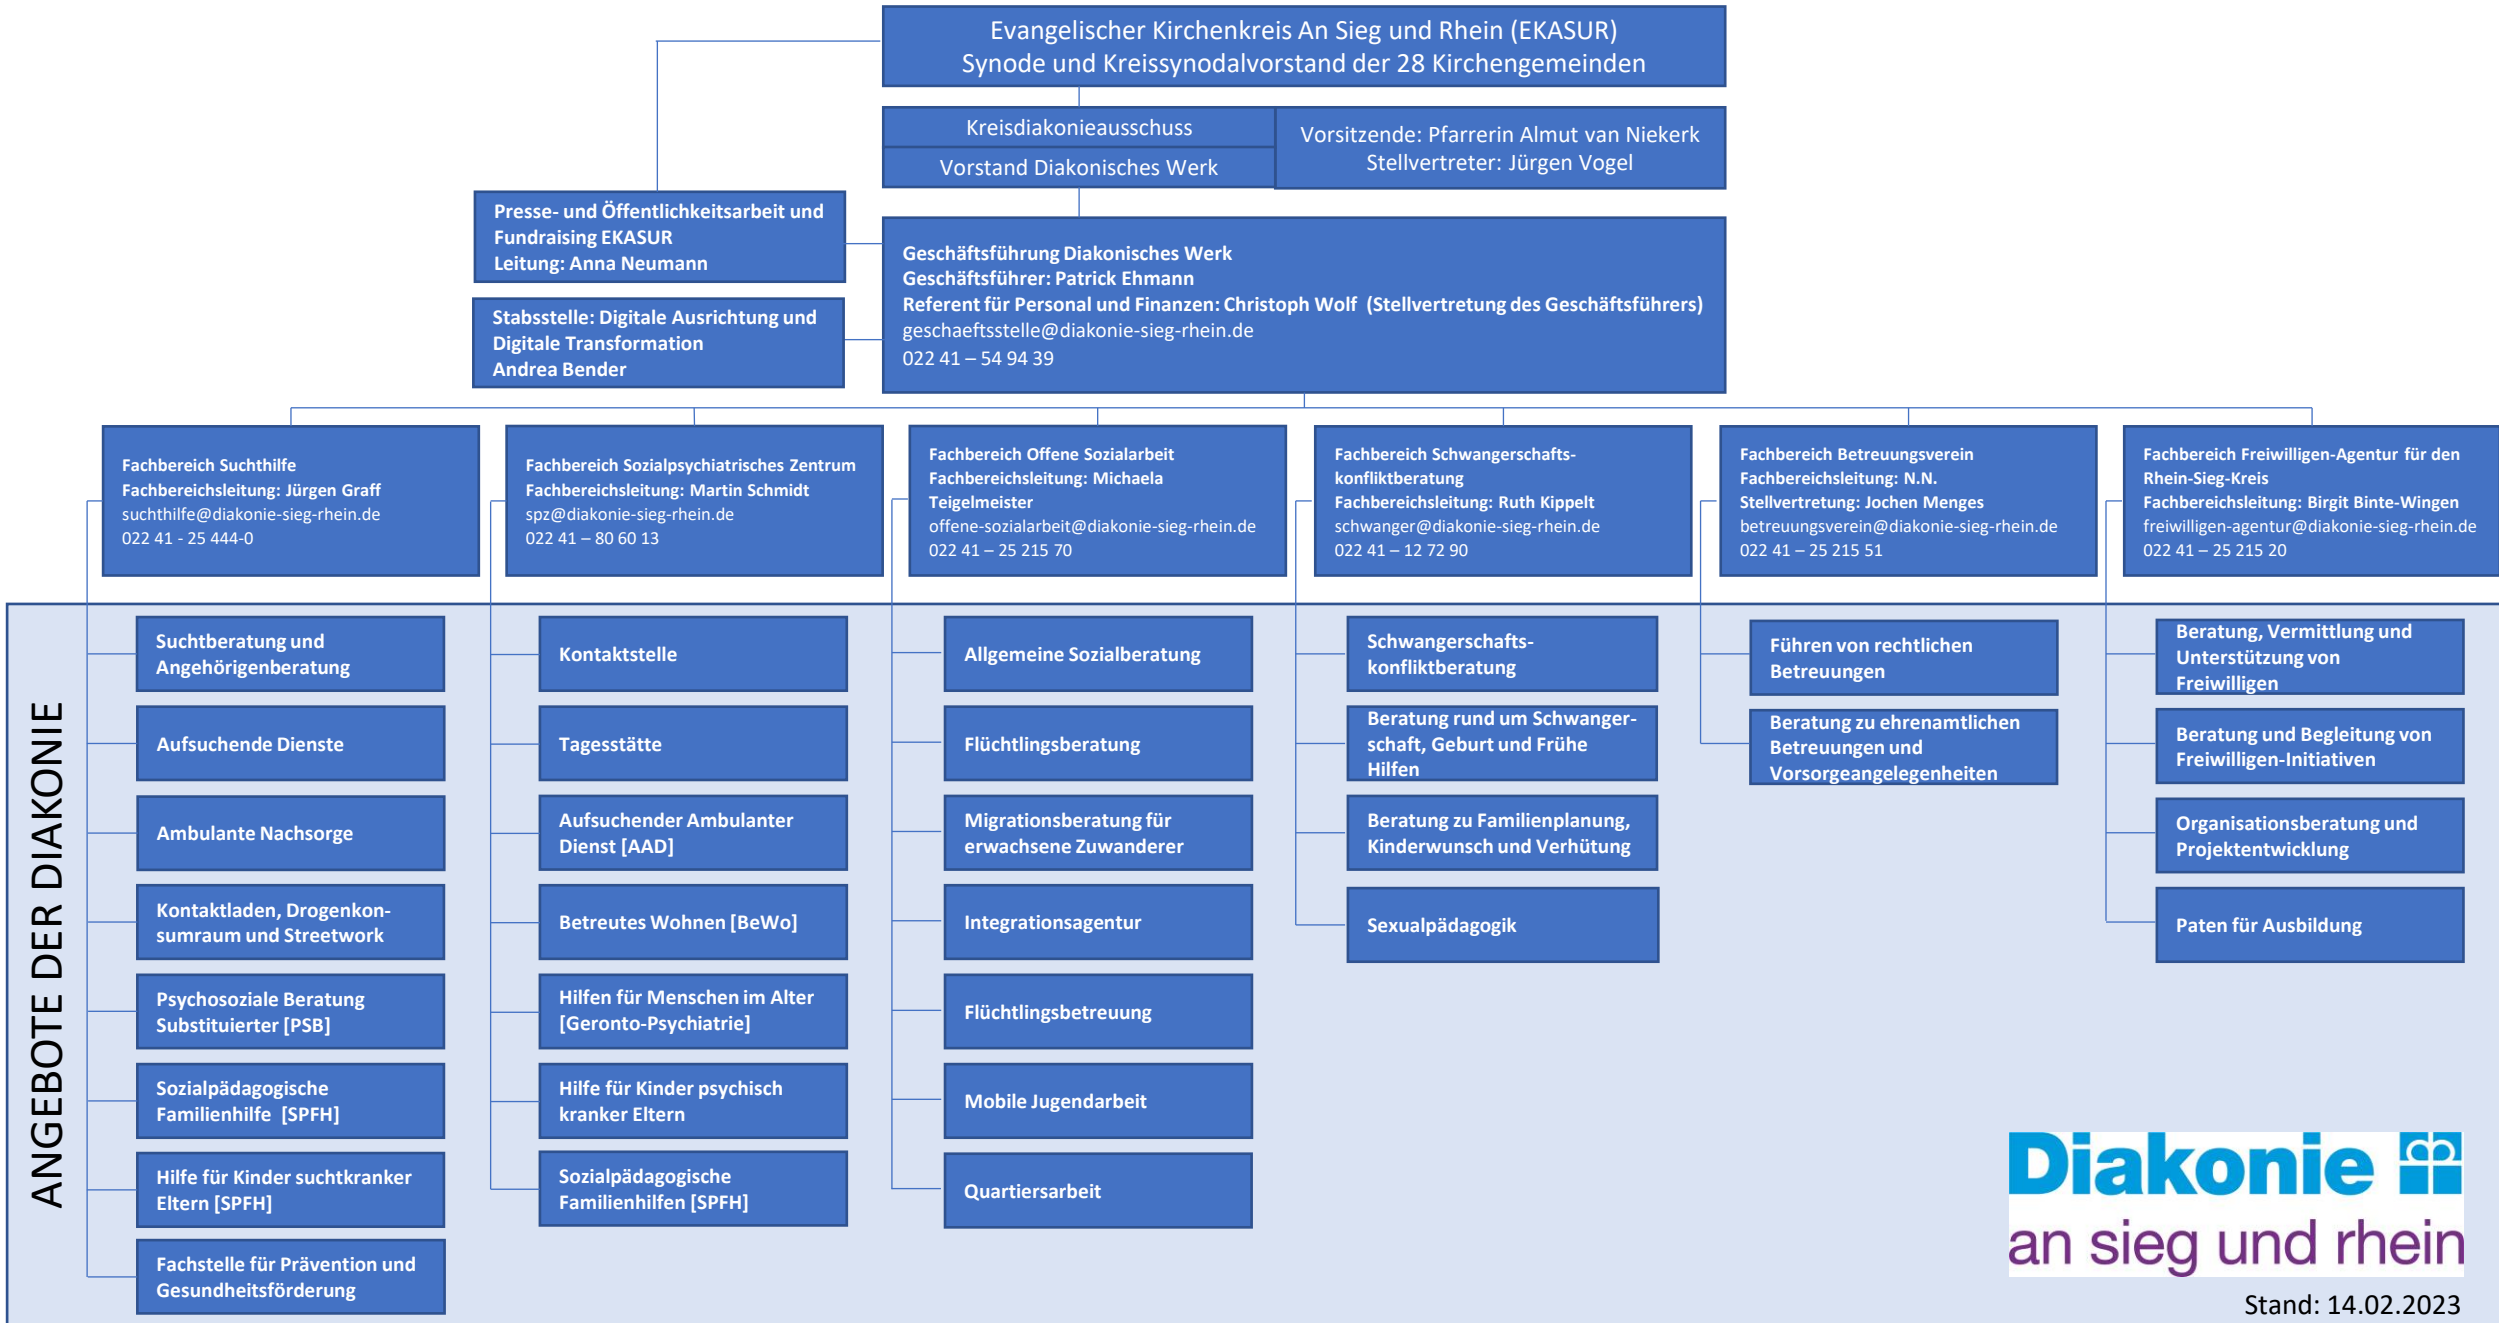 Evangelischer Kirchenkreis An Sieg und Rhein (EKASUR)
Synode und Kreissynodalvorstand der 28 Kirchengemeinden
Kreisdiakonieausschuss
Vorstand Diakonisches Werk
Vorsitzende: Pfarrerin Almut van Niekerk
Stellvertreter: Jürgen Vogel
Presse- und Öffentlichkeitsarbeit und
Fundraising EKASUR
Leitung: Anna Neumann
Stabsstelle: Digitale Ausrichtung und
Digitale Transformation
Andrea Bender
Geschäftsführung Diakonisches Werk
Geschäftsführer: Patrick Ehmann
Referent für Personal und Finanzen: Christoph Wolf (Stellvertretung des Geschäftsführers)
geschaeftsstelle@diakonie-sieg-rhein.de
022 41 – 54 94 39
Fachbereich Suchthilfe
Fachbereichsleitung: Jürgen Graff
suchthilfe@diakonie-sieg-rhein.de
022 41 - 25 444-0
Fachbereich Sozialpsychiatrisches Zentrum
Fachbereichsleitung: Martin Schmidt
spz@diakonie-sieg-rhein.de
022 41 – 80 60 13
Fachbereich Offene Sozialarbeit
Fachbereichsleitung: Michaela
Teigelmeister
offene-sozialarbeit@diakonie-sieg-rhein.de
022 41 – 25 215 70
Fachbereich Schwangerschafts-
konfliktberatung
Fachbereichsleitung: Ruth Kippelt
schwanger@diakonie-sieg-rhein.de
022 41 – 12 72 90
Fachbereich Betreuungsverein
Fachbereichsleitung: N.N.
Stellvertretung: Jochen Menges
betreuungsverein@diakonie-sieg-rhein.de
022 41 – 25 215 51
Fachbereich Freiwilligen-Agentur für den
Rhein-Sieg-Kreis
Fachbereichsleitung: Birgit Binte-Wingen
freiwilligen-agentur@diakonie-sieg-rhein.de
022 41 – 25 215 20
ANGEBOTE DER DIAKONIE
Suchtberatung und
Angehörigenberatung
Aufsuchende Dienste
Ambulante Nachsorge
Kontaktladen, Drogenkon-
sumraum und Streetwork
Psychosoziale Beratung
Substituierter [PSB]
Sozialpädagogische
Familienhilfe [SPFH]
Hilfe für Kinder suchtkranker
Eltern [SPFH]
Fachstelle für Prävention und
Gesundheitsförderung
Kontaktstelle
Tagesstätte
Aufsuchender Ambulanter
Dienst [AAD]
Betreutes Wohnen [BeWo]
Hilfen für Menschen im Alter
[Geronto-Psychiatrie]
Hilfe für Kinder psychisch
kranker Eltern
Sozialpädagogische
Familienhilfen [SPFH]
Allgemeine Sozialberatung
Flüchtlingsberatung
Migrationsberatung für
erwachsene Zuwanderer
Integrationsagentur
Flüchtlingsbetreuung
Mobile Jugendarbeit
Quartiersarbeit
Schwangerschafts-
konfliktberatung
Beratung rund um Schwanger-
schaft, Geburt und Frühe
Hilfen
Beratung zu Familienplanung,
Kinderwunsch und Verhütung
Sexualpädagogik
Führen von rechtlichen
Betreuungen
Beratung zu ehrenamtlichen
Betreuungen und
Vorsorgeangelegenheiten
Beratung, Vermittlung und
Unterstützung von
Freiwilligen
Beratung und Begleitung von
Freiwilligen-Initiativen
Organisationsberatung und
Projektentwicklung
Paten für Ausbildung
Diakonie
an sieg und rhein
Stand: 14.02.2023